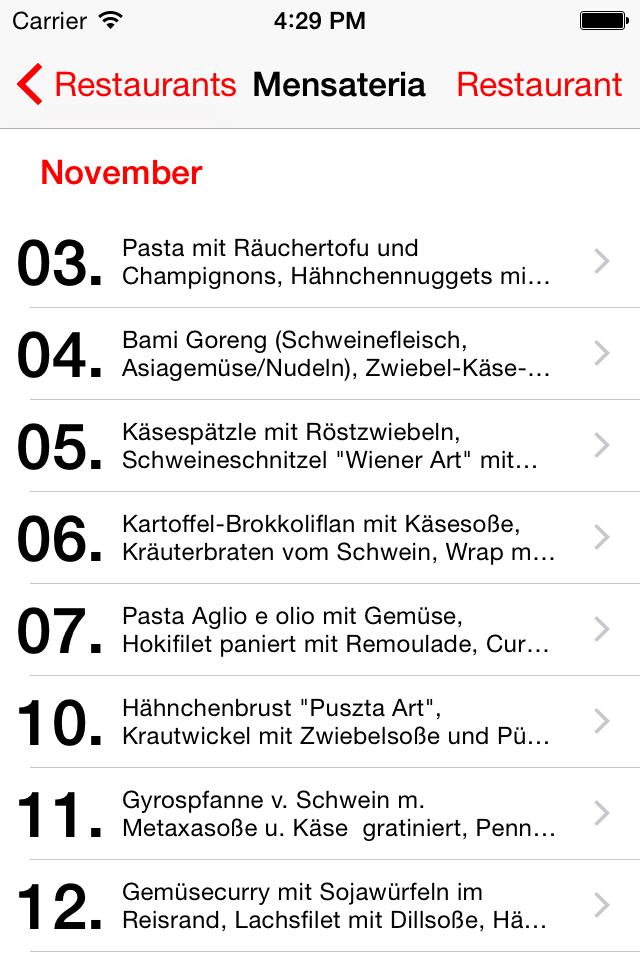 Carrier 4:29 PM
Restaurants Mensateria Restaurant
November
03. Pasta mit Räuchertofu und
Champignons, Hähnchennuggets mi…
04. Bami Goreng (Schweinefleisch,
Asiagemüse/Nudeln), Zwiebel-Käse-…
05. Käsespätzle mit Röstzwiebeln,
Schweineschnitzel "Wiener Art" mit…
06. Kartoffel-Brokkoliflan mit Käsesoße,
Kräuterbraten vom Schwein, Wrap m…
07. Pasta Aglio e olio mit Gemüse,
Hokifilet paniert mit Remoulade, Cur…
10. Hähnchenbrust "Puszta Art",
Krautwickel mit Zwiebelsoße und Pü…
11. Gyrospfanne v. Schwein m.
Metaxasoße u. Käse  gratiniert, Penn…
12. Gemüsecurry mit Sojawürfeln im
Reisrand, Lachsfilet mit Dillsoße, Hä…